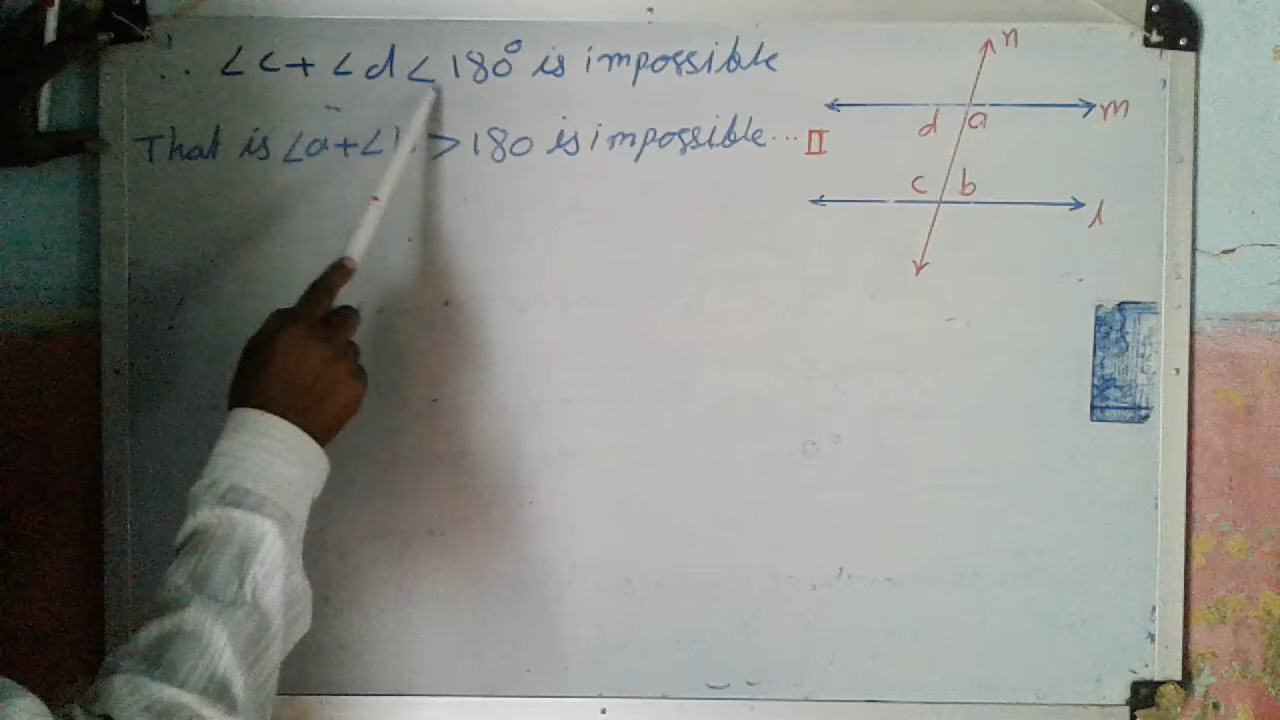 ∴ ∠c + ∠d < 180° is impossible
That is ∠a + ∠ > 180 is impossible... II
n
m
d a
c b
l